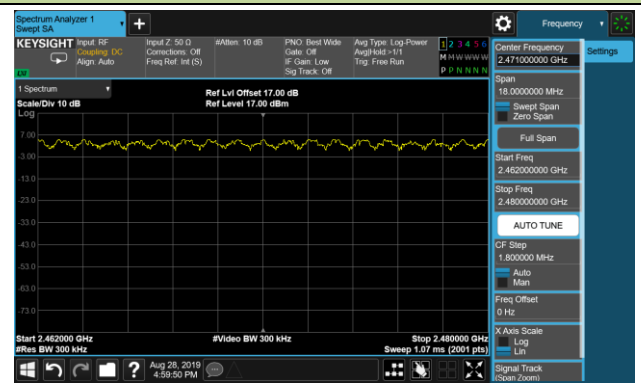 Spectrum Analyzer 1
Swept SA
+
Frequency
KEYSIGHT
Input: RF
Coupling: DC
Align: Auto
Input Z: 50 Ω
Corrections: Off
Freq Ref: Int (S)
#Atten: 10 dB
PNO: Best Wide
Gate: Off
IF Gain: Low
Sig Track: Off
Avg Type: Log-Power
Avg|Hold:>1/1
Trig: Free Run
1 2 3 4 5 6
M M W W W W
P P N N N N
1 Spectrum
Scale/Div 10 dB
Log
Ref Lvl Offset 17.00 dB
Ref Level 17.00 dBm
7.00
-3.00
-13.0
-23.0
-33.0
-43.0
-53.0
-63.0
-73.0
Start 2.462000 GHz
#Res BW 300 kHz
#Video BW 300 kHz
Stop 2.480000 GHz
Sweep 1.07 ms (2001 pts)
?
Aug 28, 2019
4:59:50 PM
Center Frequency
2.471000000 GHz
Span
18.0000000 MHz
Swept Span
Zero Span
Full Span
Start Freq
2.462000000 GHz
Stop Freq
2.480000000 GHz
AUTO TUNE
CF Step
1.800000 MHz
Auto
Man
Freq Offset
0 Hz
X Axis Scale
Log
Lin
Signal Track
(Span Zoom)
Settings